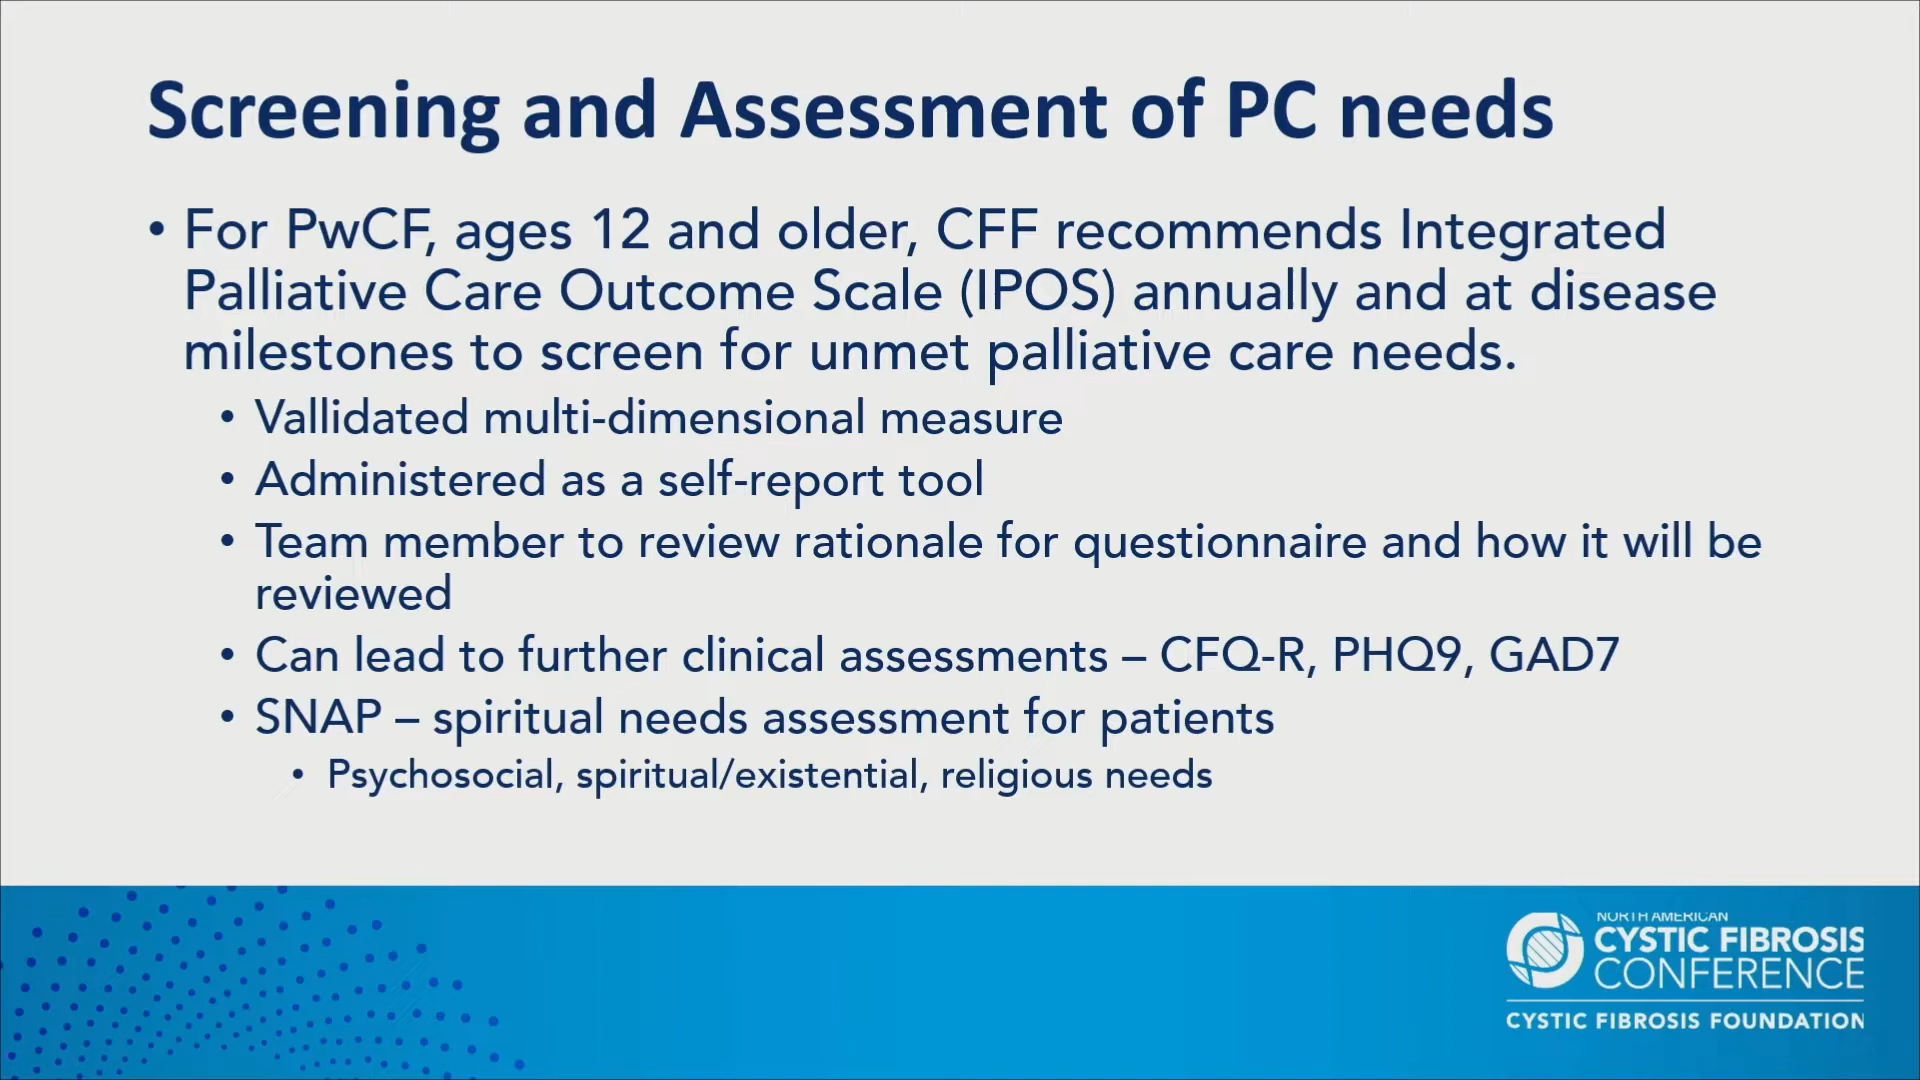 Screening and Assessment of PC needs
• For PwCF, ages 12 and older, CFF recommends Integrated
Palliative Care Outcome Scale (IPOS) annually and at disease
milestones to screen for unmet palliative care needs.
• Vallidated multi-dimensional measure
• Administered as a self-report tool
• Team member to review rationale for questionnaire and how it will be
reviewed
• Can lead to further clinical assessments – CFQ-R, PHQ9, GAD7
• SNAP – spiritual needs assessment for patients
• Psychosocial, spiritual/existential, religious needs
NORTH AMERICAN
CYSTIC FIBROSIS
CONFERENCE
CYSTIC FIBROSIS FOUNDATION